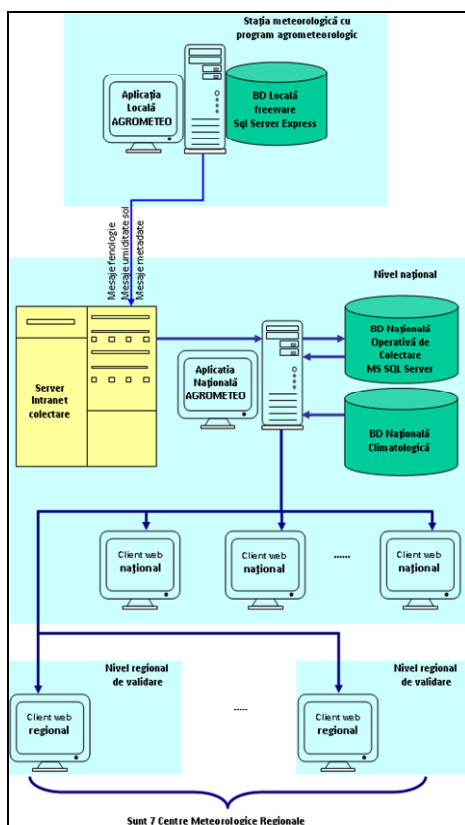 Stația meteorologică cu
program agrometeorologic
Aplicația
Locală
AGROMETEO
BD Locală
freeware
Sql Server Express
Mesaje fenologie
Mesaje umiditate sol
Mesaje metadate
Nivel național
Server
Intranet
colectare
Aplicatia
Națională
AGROMETEO
BD Națională
Operativă de
Colectare
MS SQL Server
BD Națională
Climatologică
Client web
național
Client web
național
......
Client web
național
Nivel regional
de validare
Nivel regional
de validare
Client web
regional
.....
Client web
regional
Sunt 7 Centre Meteorologice Regionale